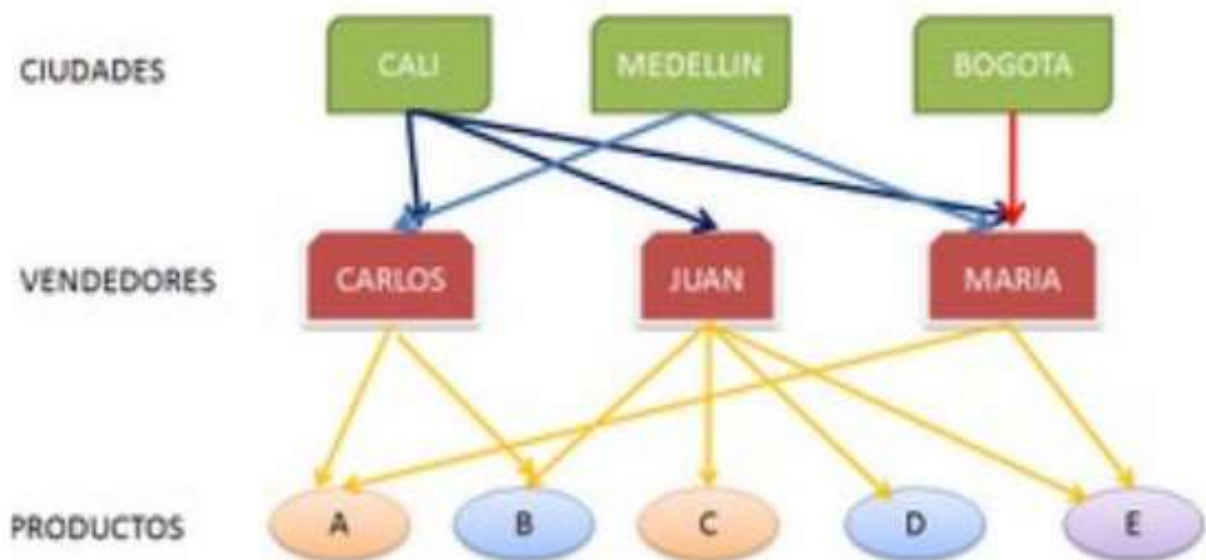 CIUDADES CALI MEDELLIN BOGOTA
VENDEDORES CARLOS JUAN MARIA
PRODUCTOS A B C D E